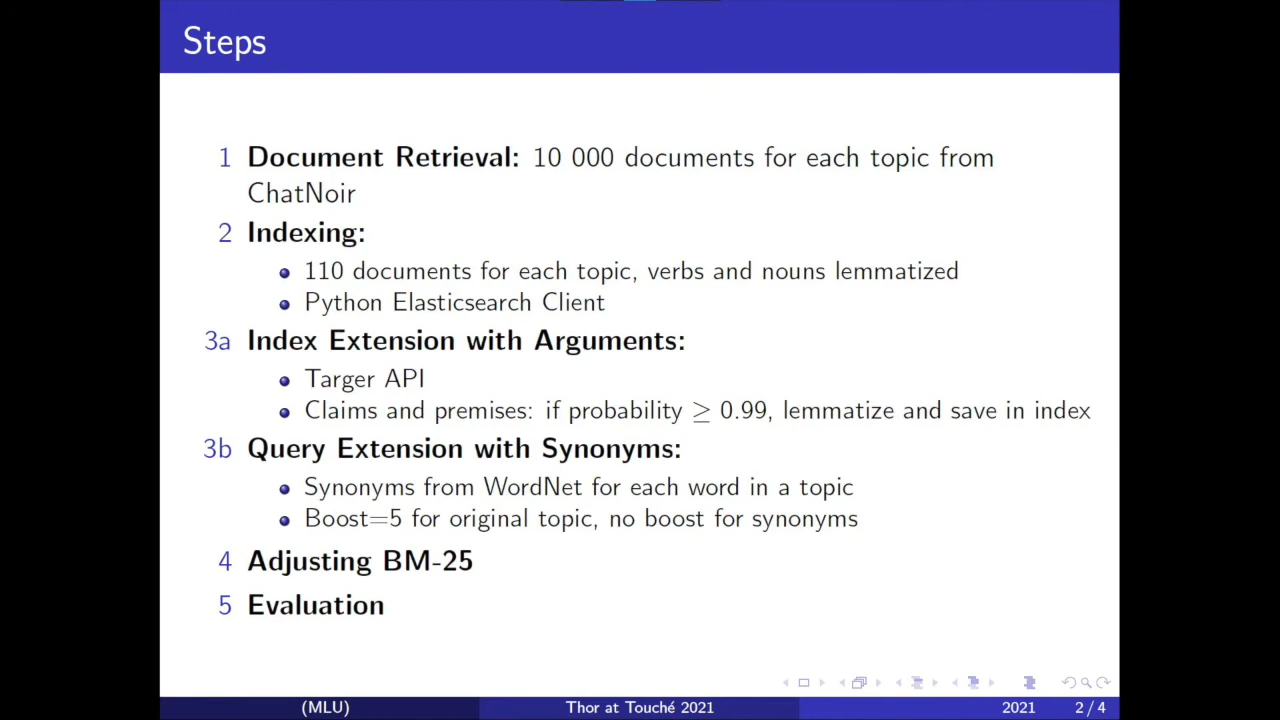 Steps
1 Document Retrieval: 10 000 documents for each topic from
ChatNoir
2 Indexing:
110 documents for each topic, verbs and nouns lemmatized
Python Elasticsearch Client
3a Index Extension with Arguments:
Targer API
Claims and premises: if probability ≥ 0.99, lemmatize and save in index
3b Query Extension with Synonyms:
Synonyms from WordNet for each word in a topic
Boost=5 for original topic, no boost for synonyms
4 Adjusting BM-25
5 Evaluation
(MLU) Thor at Touché 2021 2021 2 / 4